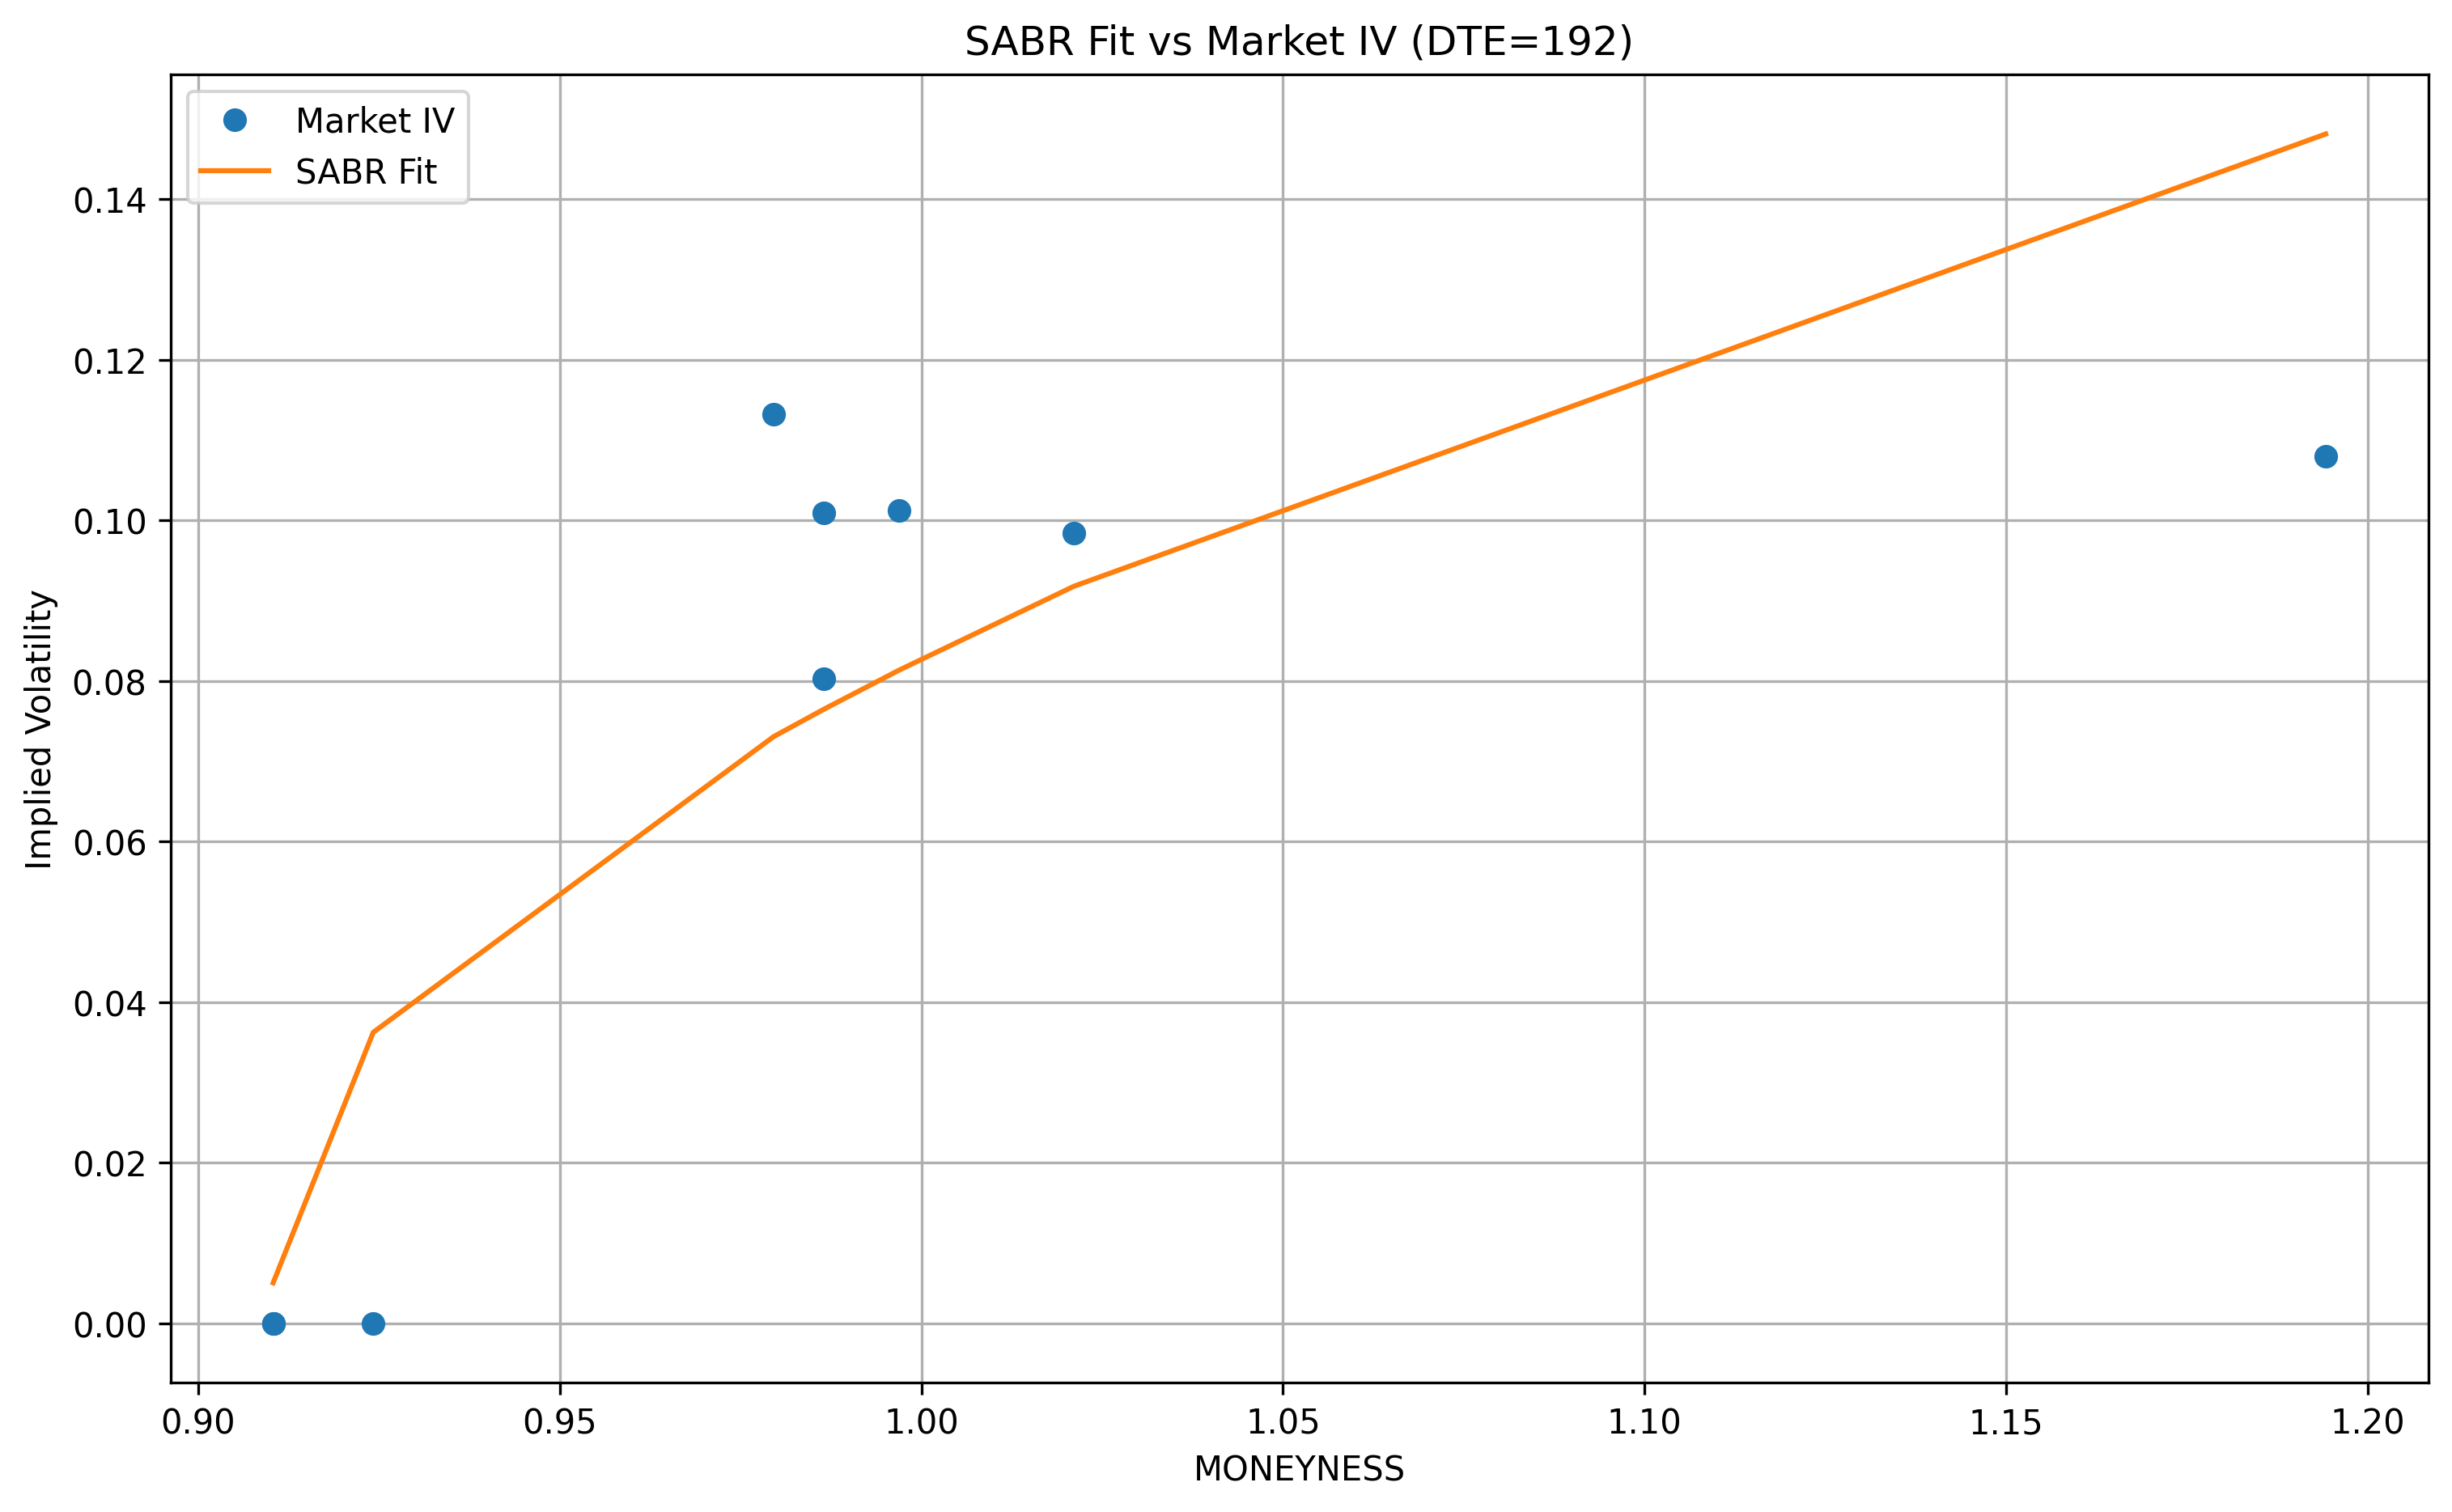 SABR Fit vs Market IV (DTE=192)
Market IV
SABR Fit
0.14
0.12
0.10
0.08
0.06
0.04
0.02
0.00
Implied Volatility
0.90 0.95 1.00 1.05 1.10 1.15 1.20
MONEYNESS